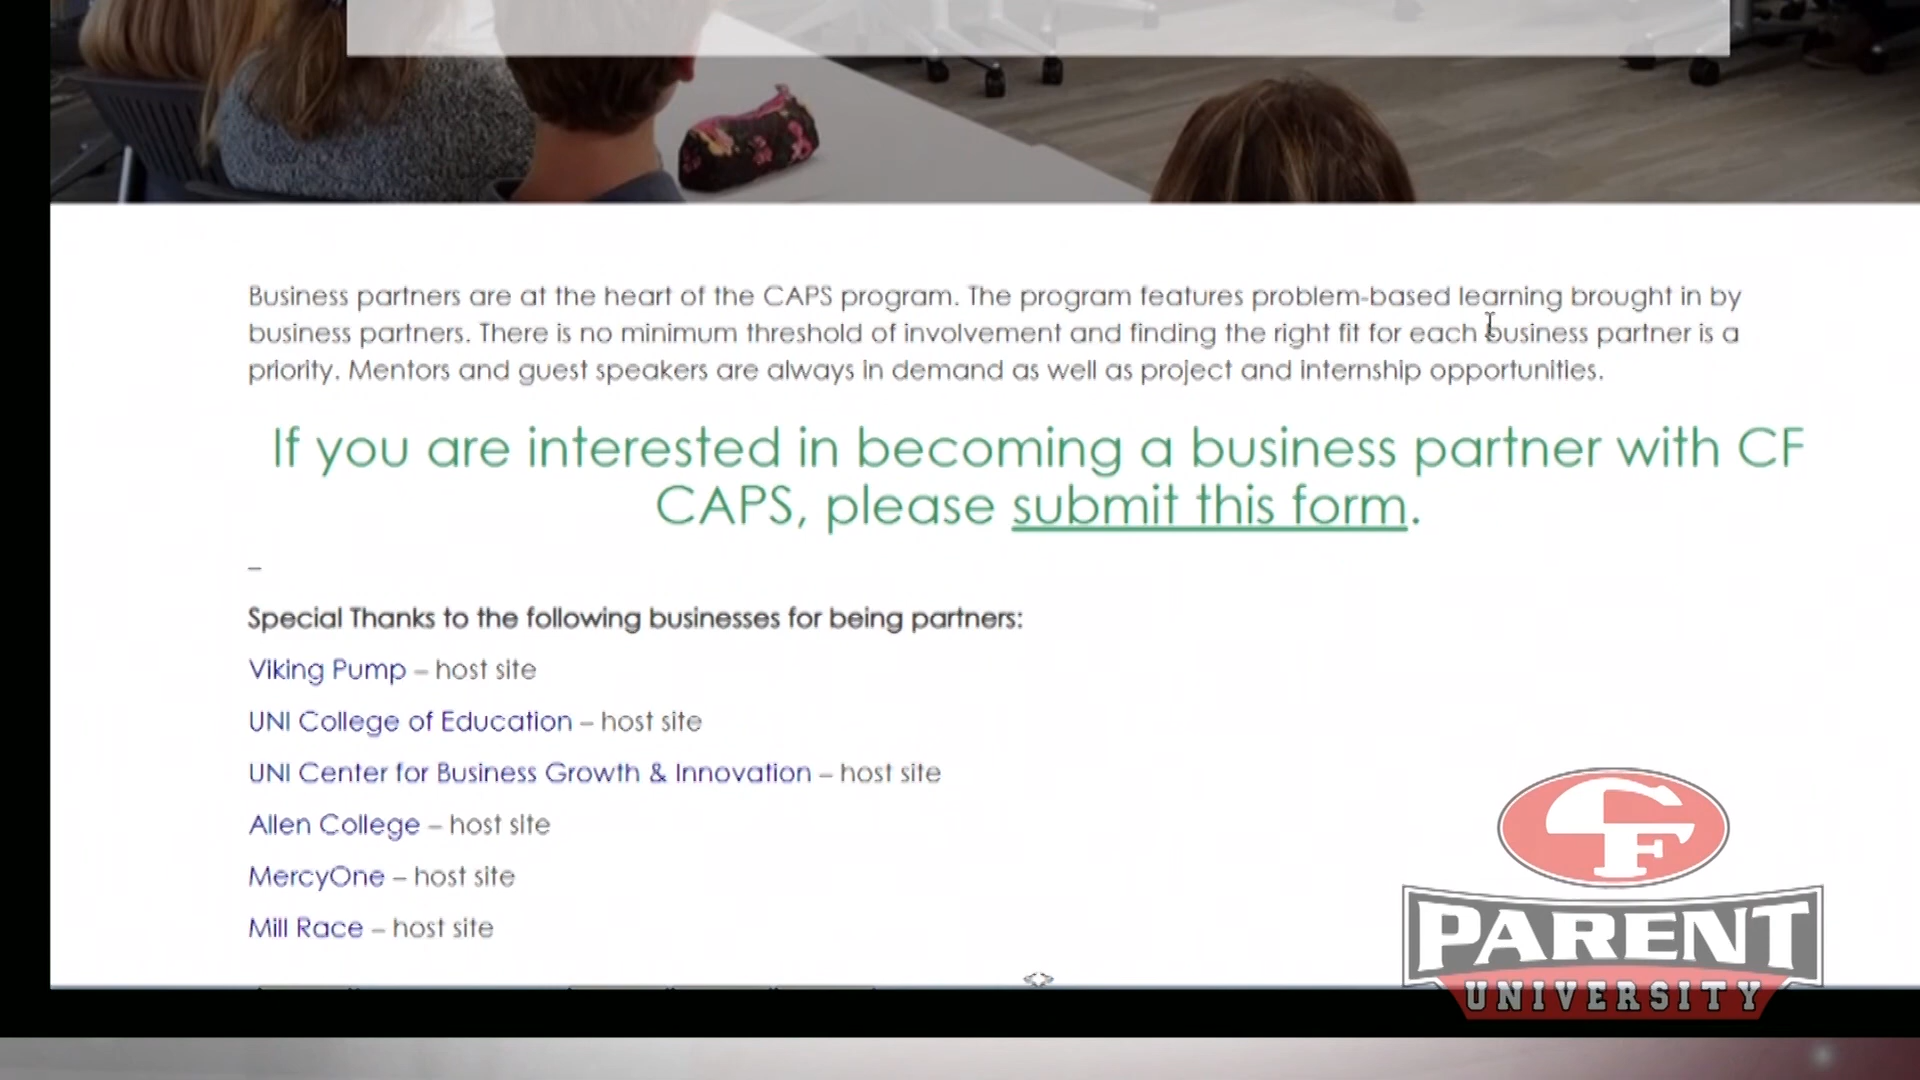 Business partners are at the heart of the CAPS program. The program features problem-based learning brought in by
business partners. There is no minimum threshold of involvement and finding the right fit for each business partner is a
priority. Mentors and guest speakers are always in demand as well as project and internship opportunities.
If you are interested in becoming a business partner with CF
CAPS, please submit this form.
–
Special Thanks to the following businesses for being partners:
Viking Pump – host site
UNI College of Education – host site
UNI Center for Business Growth & Innovation – host site
Allen College – host site
MercyOne – host site
Mill Race – host site
CF
PARENT
UNIVERSITY